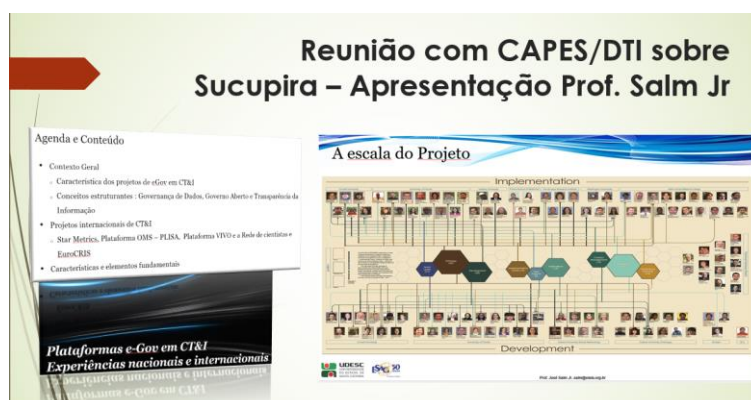 Reunião com CAPES/DTI sobre
Sucupira – Apresentação Prof. Salm Jr
Agenda e Conteúdo
• Contexto Geral
o Característica dos projetos de eGov em CT&I
o Conceitos estruturantes : Governança de Dados, Governo Aberto e Transparência da
Informação
• Projetos internacionais de CT&I
o Star Metrics, Plataforma OMS – PLISA, Plataforma VIVO e a Rede de cientistas e
EuroCRIS
• Características e elementos fundamentais
Plataformas e-Gov em CT&I
Experiências nacionais e internacionais
A escala do Projeto
Implementation
Development
UDESC
ESAG 50